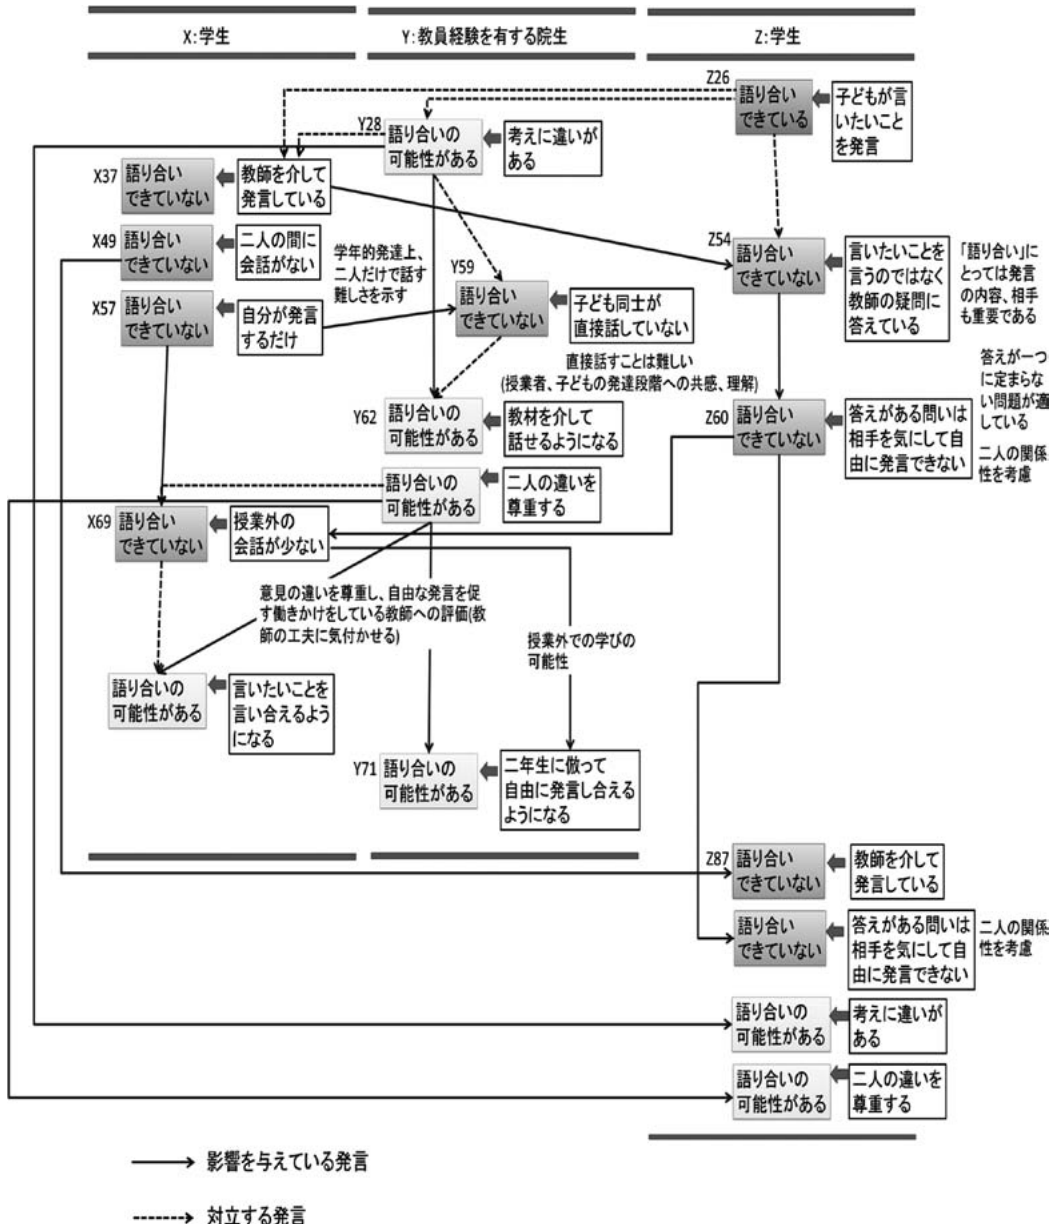 X:学生
Y:教員経験を有する院生
Z:学生
Z26
語り合い
できている
子どもが言
いたいこと
を発言
Y28
語り合いの
可能性がある
考えに違いが
ある
X37
語り合い
できていない
教師を介して
発言している
X49
語り合い
できていない
二人の間に
会話がない
学年的発達上、
二人だけで話す
難しさを示す
Z54
語り合い
できていない
言いたいことを
言うのではなく
教師の疑問に
答えている
「語り合い」に
とっては発言
の内容、相手
も重要である
X57
語り合い
できていない
自分が発言
するだけ
Y59
語り合い
できていない
子ども同士が
直接話していない
直接話すことは難しい
(授業者、子どもの発達段階への共感、理解)
答えが一つ
に定まらな
い問題が適
している
二人の関係
性を考慮
Z60
語り合い
できていない
答えがある問いは
相手を気にして自
由に発言できない
Y62
語り合いの
可能性がある
教材を介して
話せるようになる
語り合いの
可能性がある
二人の違いを
尊重する
X69
語り合い
できていない
授業外の
会話が少ない
意見の違いを尊重し、自由な発言を促
す働きかけをしている教師への評価(教
師の工夫に気付かせる)
授業外での学びの
可能性
語り合いの
可能性がある
言いたいことを
言い合えるよう
になる
Y71
語り合いの
可能性がある
二年生に倣って
自由に発言し合える
ようになる
Z87
語り合い
できていない
教師を介して
発言している
語り合い
できていない
答えがある問いは
相手を気にして自
由に発言できない
二人の関係
性を考慮
語り合いの
可能性がある
考えに違いが
ある
語り合いの
可能性がある
二人の違いを
尊重する
影響を与えている発言
対立する発言